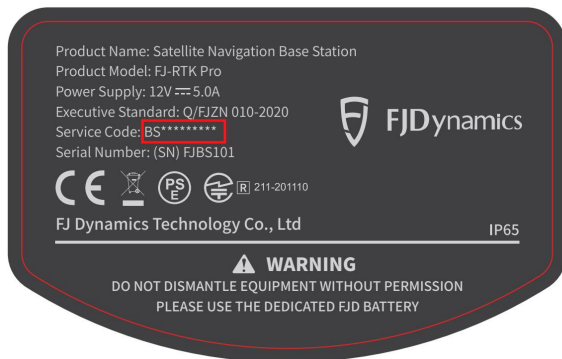 Product Name: Satellite Navigation Base Station
Product Model: FJ-RTK Pro
Power Supply: 12V⎓5.0A
Executive Standard: Q/FJZN 010-2020
Service Code: BS*********
Serial Number: (SN) FJBS101
FJDynamics
CE PS E R 211-201110
FJ Dynamics Technology Co., Ltd
IP65
WARNING
DO NOT DISMANTLE EQUIPMENT WITHOUT PERMISSION
PLEASE USE THE DEDICATED FJD BATTERY